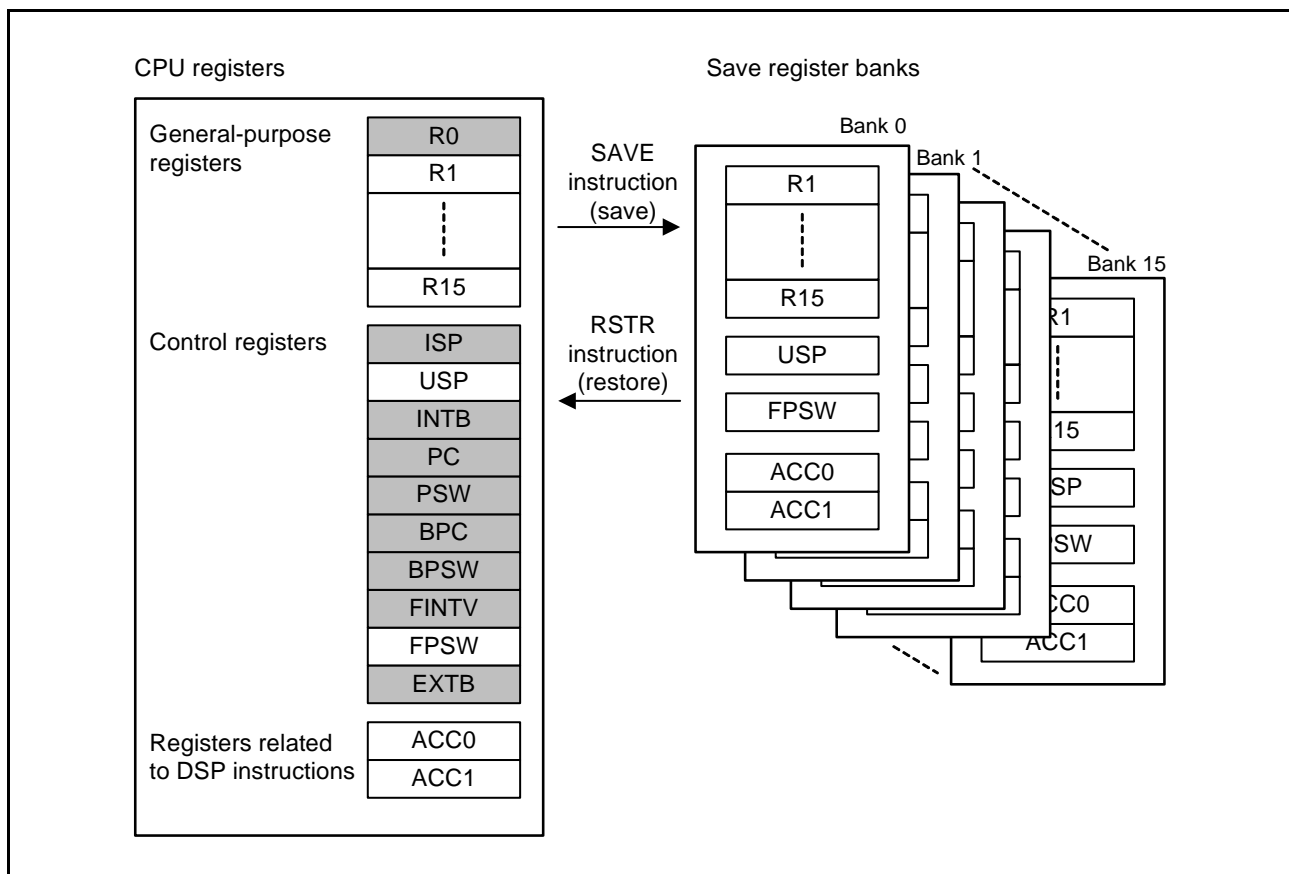 CPU registers
General-purpose
registers
R0
R1
R15
Control registers
ISP
USP
INTB
PC
PSW
BPC
BPSW
FINTV
FPSW
EXTB
Registers related
to DSP instructions
ACC0
ACC1
SAVE
instruction
(save)
RSTR
instruction
(restore)
Save register banks
Bank 0
R1
R15
USP
FPSW
ACC0
ACC1
Bank 1
Bank 15